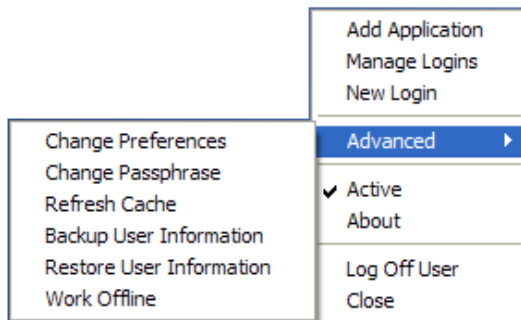 Add Application
Manage Logins
New Login
Advanced
Active
About
Log Off User
Close
Change Preferences
Change Passphrase
Refresh Cache
Backup User Information
Restore User Information
Work Offline